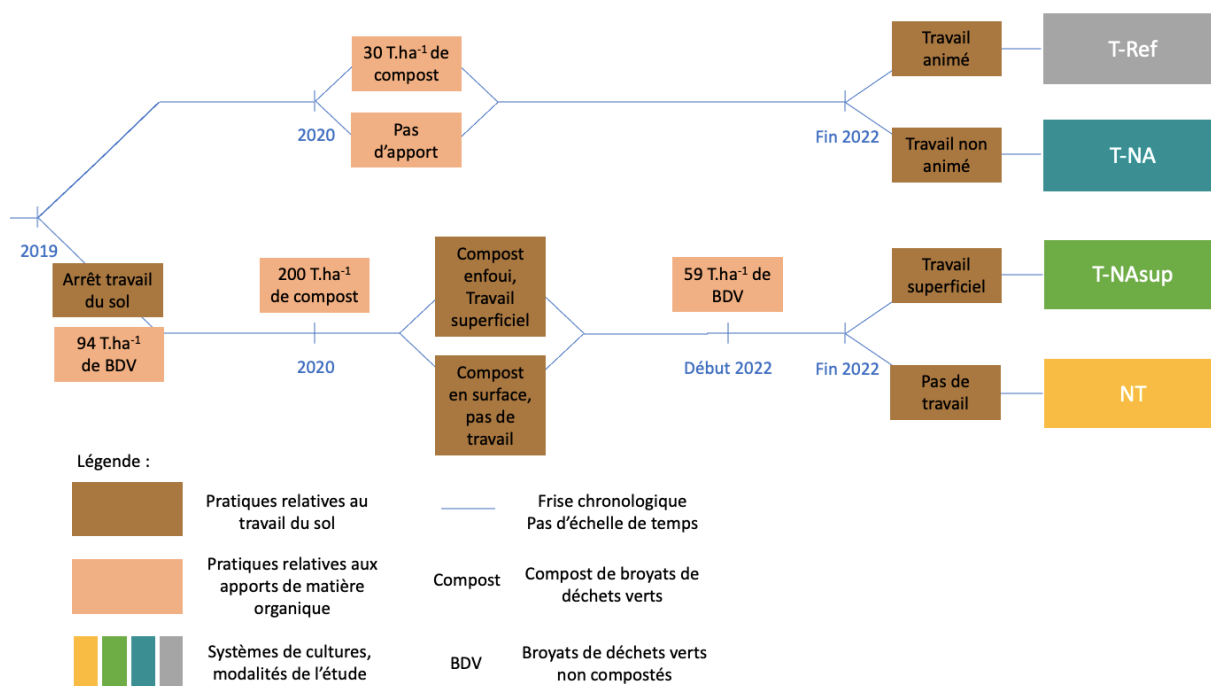 30 T.ha⁻¹ de
compost
2020
Pas
d’apport
Fin 2022
Travail
animé
T-Ref
Travail non
animé
T-NA
2019
Arrêt travail
du sol
94 T.ha⁻¹
de BDV
200 T.ha⁻¹
de compost
2020
Compost
enfoui,
Travail
superficiel
Compost
en surface,
pas de
travail
59 T.ha⁻¹ de
BDV
Début 2022
Fin 2022
Travail
superficiel
T-NAsup
Pas de
travail
NT
Légende :
Pratiques relatives au
travail du sol
Frise chronologique
Pas d’échelle de temps
Pratiques relatives aux
apports de matière
organique
Compost
Compost de broyats de
déchets verts
Systèmes de cultures,
modalités de l’étude
BDV
Broyats de déchets verts
non compostés